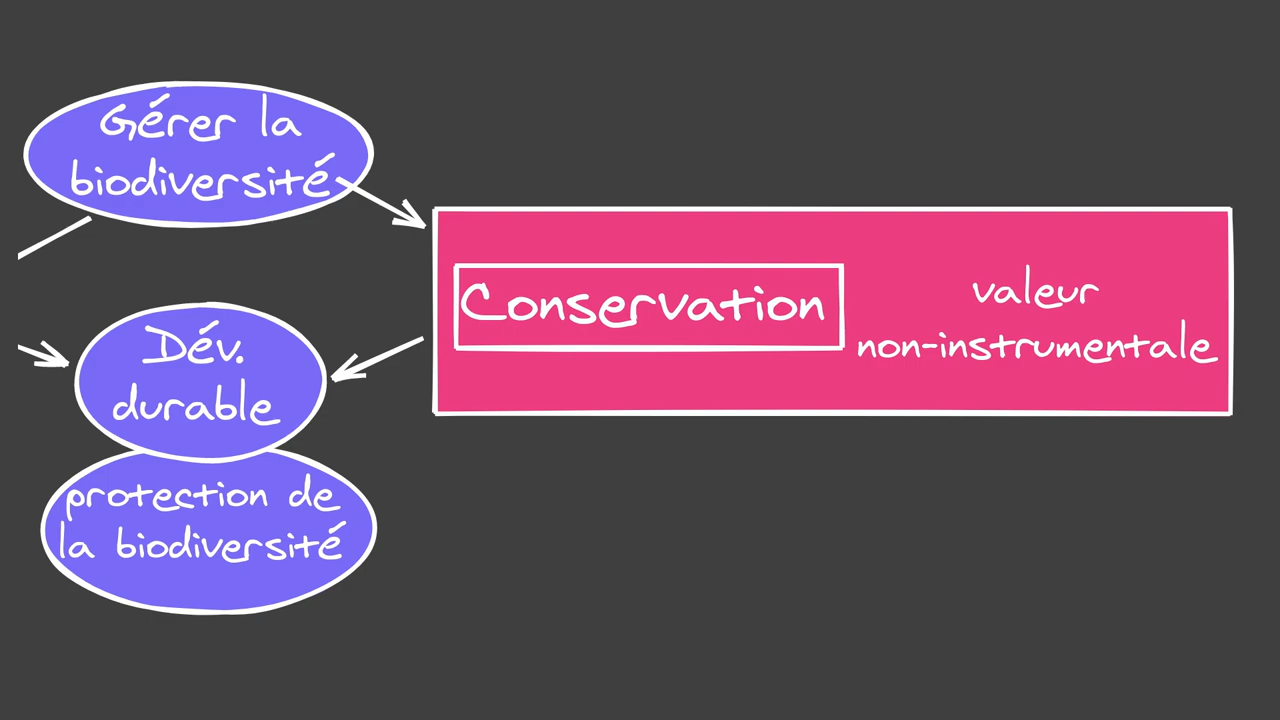 Gérer la
biodiversité
Conservation
valeur
non-instrumentale
Dév.
durable
protection de
la biodiversité